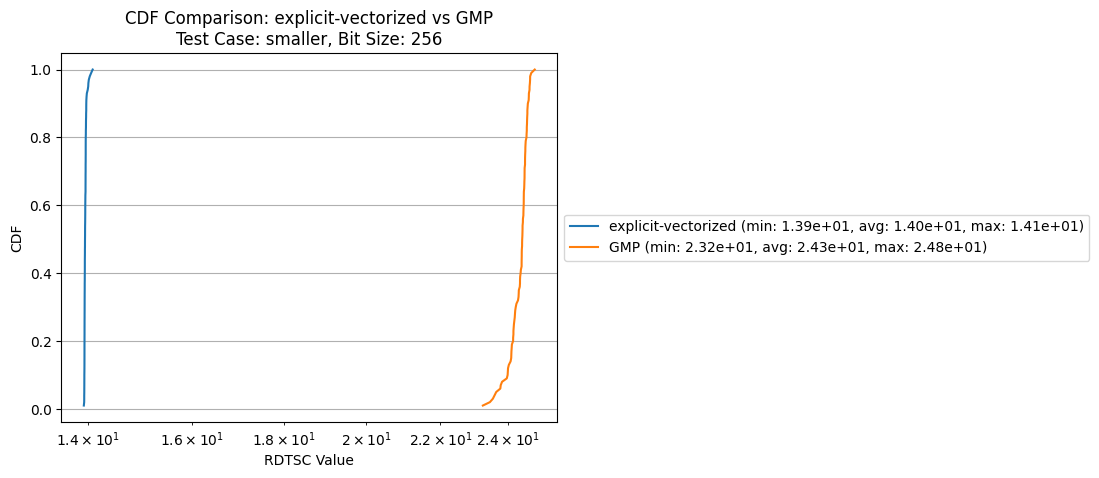 CDF Comparison: explicit-vectorized vs GMP
Test Case: smaller, Bit Size: 256
1.0
0.8
0.6
0.4
0.2
0.0
CDF
1.4 × 10¹ 1.6 × 10¹ 1.8 × 10¹ 2 × 10¹ 2.2 × 10¹ 2.4 × 10¹
RDTSC Value
explicit-vectorized (min: 1.39e+01, avg: 1.40e+01, max: 1.41e+01)
GMP (min: 2.32e+01, avg: 2.43e+01, max: 2.48e+01)